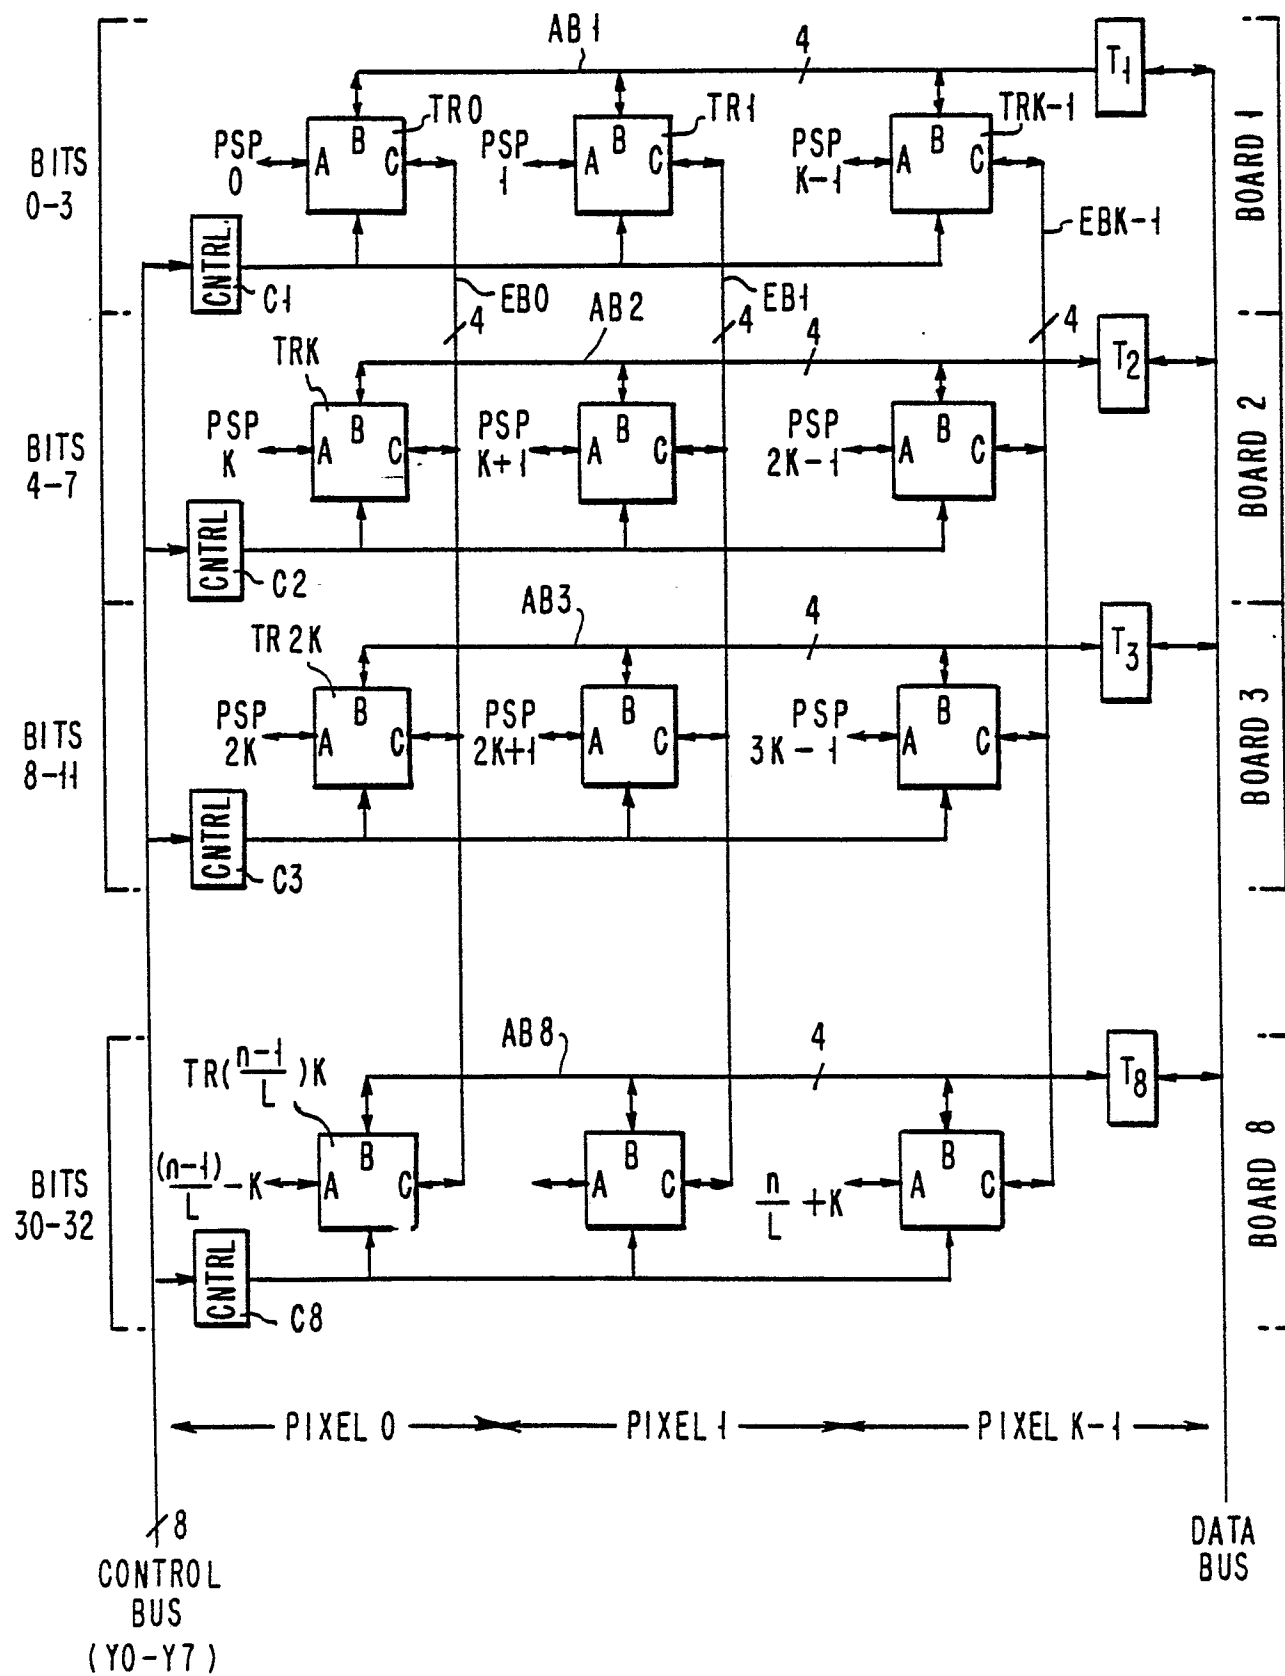 AB1
4
T1
TR0
TR1
TRK-1
PSP
0
A B C
PSP
1
A B C
PSP
K-1
A B C
BITS
0-3
BOARD 1
EBK-1
CNTRL.
C1
EB0
EB1
4
4
4
AB2
4
T2
TRK
PSP
K
A B C
PSP
K+1
A B C
PSP
2K-1
A B C
BITS
4-7
BOARD 2
CNTRL
C2
AB3
4
T3
TR2K
PSP
2K
A B C
PSP
2K+1
A B C
PSP
3K-1
A B C
BITS
8-11
BOARD 3
CNTRL
C3
AB8
4
T8
TR(n-1/L)K
(n-1)/L -K
A B C
A B C
n/L +K
A B C
BITS
30-32
BOARD 8
CNTRL
C8
PIXEL 0
PIXEL 1
PIXEL K-1
8
CONTROL
BUS
(Y0-Y7)
DATA
BUS